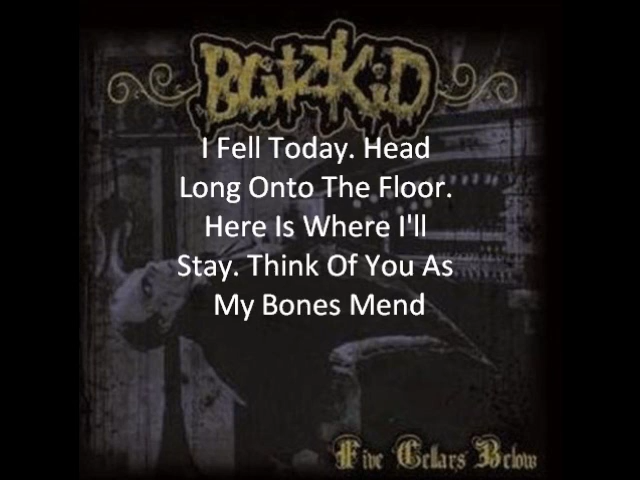 BLitzKiD
I Fell Today. Head
Long Onto The Floor.
Here Is Where I'll
Stay. Think Of You As
My Bones Mend
Five Cellars Below